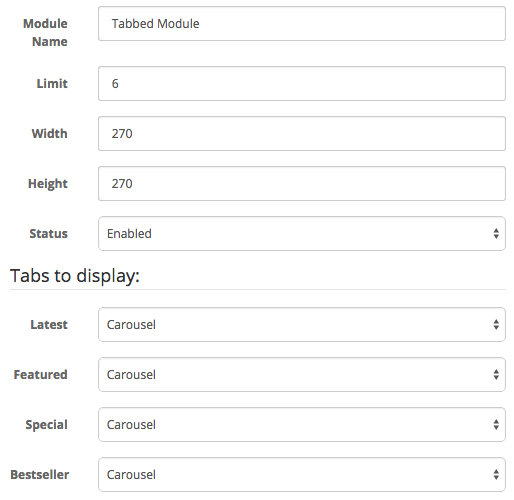 Module Name
Tabbed Module
Limit
6
Width
270
Height
270
Status
Enabled
Tabs to display:
Latest
Carousel
Featured
Carousel
Special
Carousel
Bestseller
Carousel